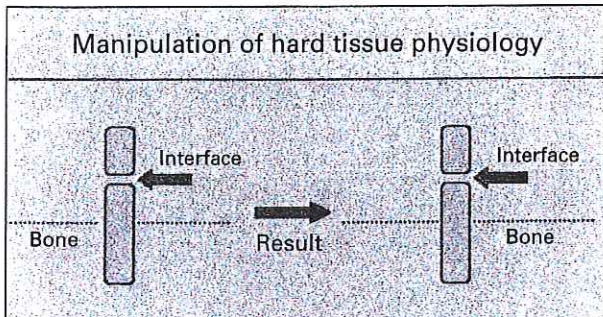 Manipulation of hard tissue physiology
Interface
Interface
Bone
Result
Bone